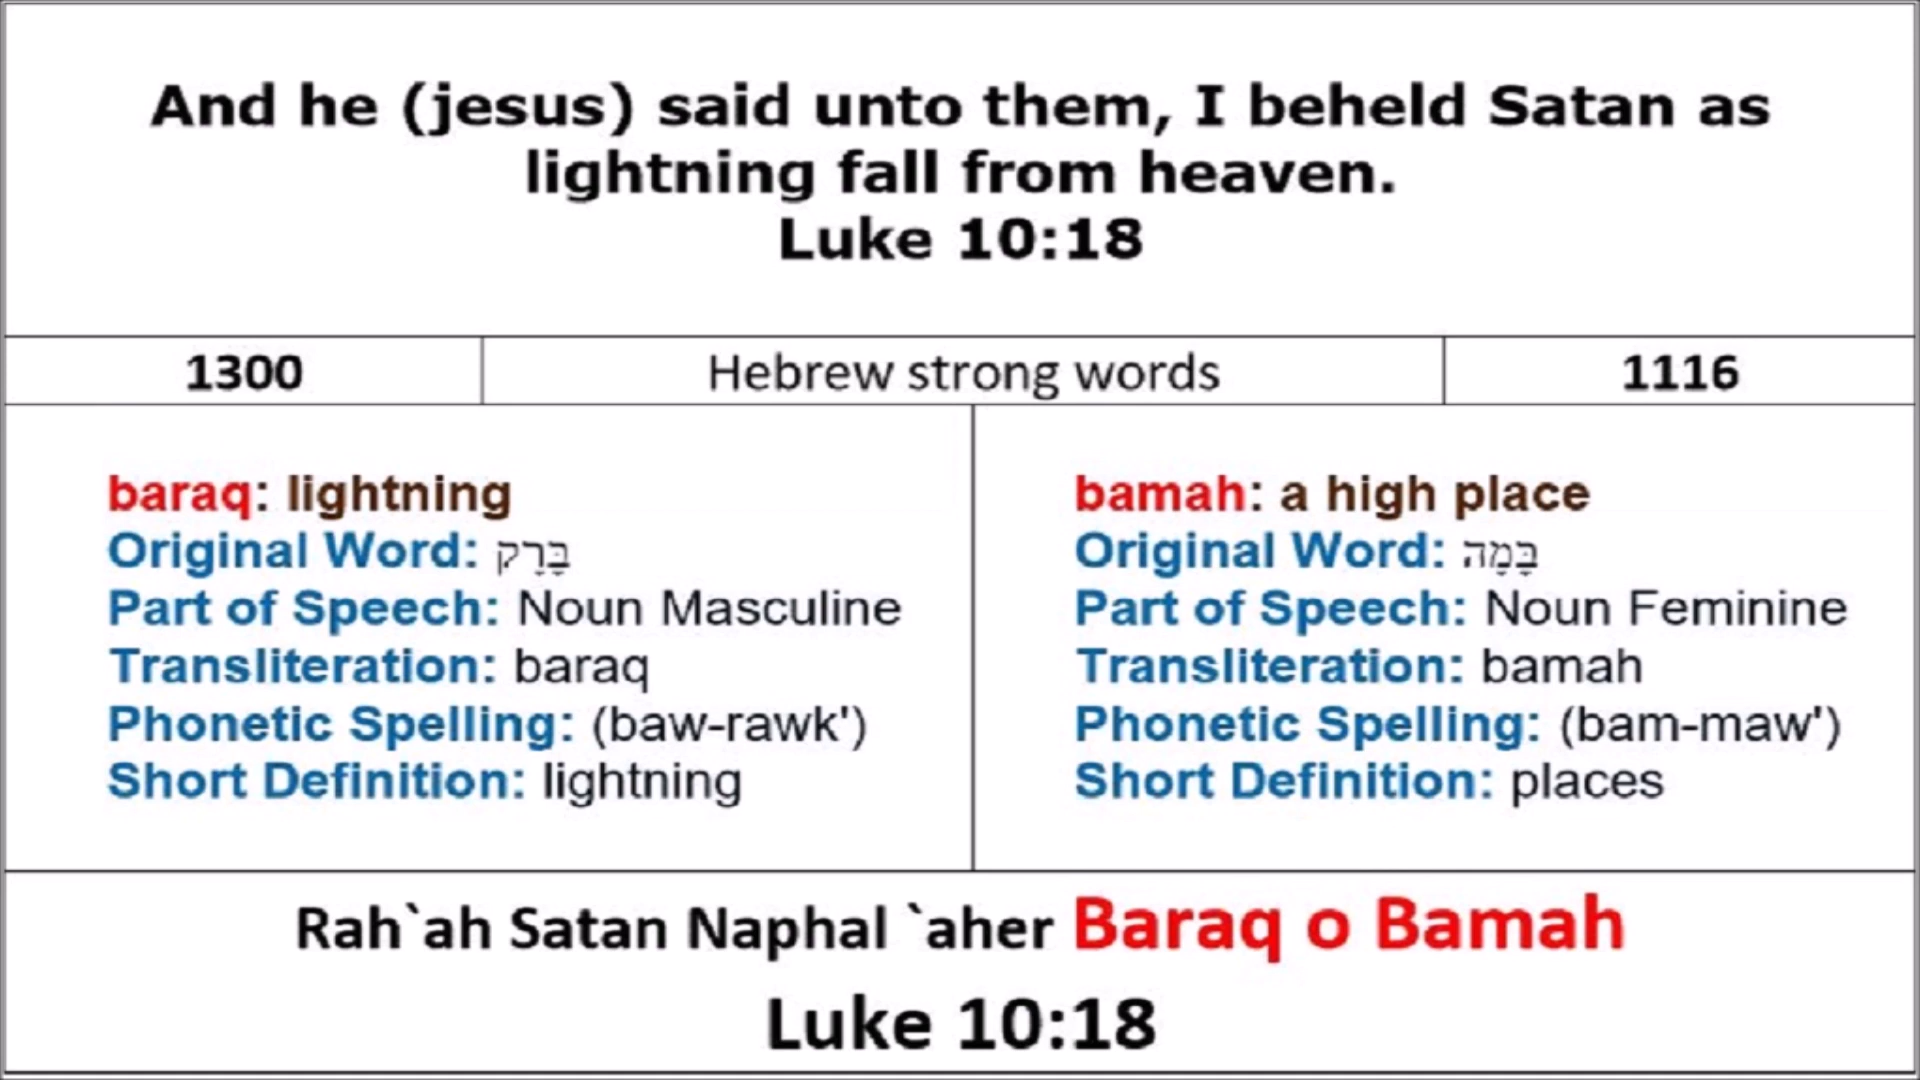 And he (jesus) said unto them, I beheld Satan as
lightning fall from heaven.
Luke 10:18
1300
Hebrew strong words
1116
baraq: lightning
Original Word: בָּרָק
Part of Speech: Noun Masculine
Transliteration: baraq
Phonetic Spelling: (baw-rawk')
Short Definition: lightning
bamah: a high place
Original Word: בָּמָה
Part of Speech: Noun Feminine
Transliteration: bamah
Phonetic Spelling: (bam-maw')
Short Definition: places
Rah`ah Satan Naphal `aher Baraq o Bamah
Luke 10:18